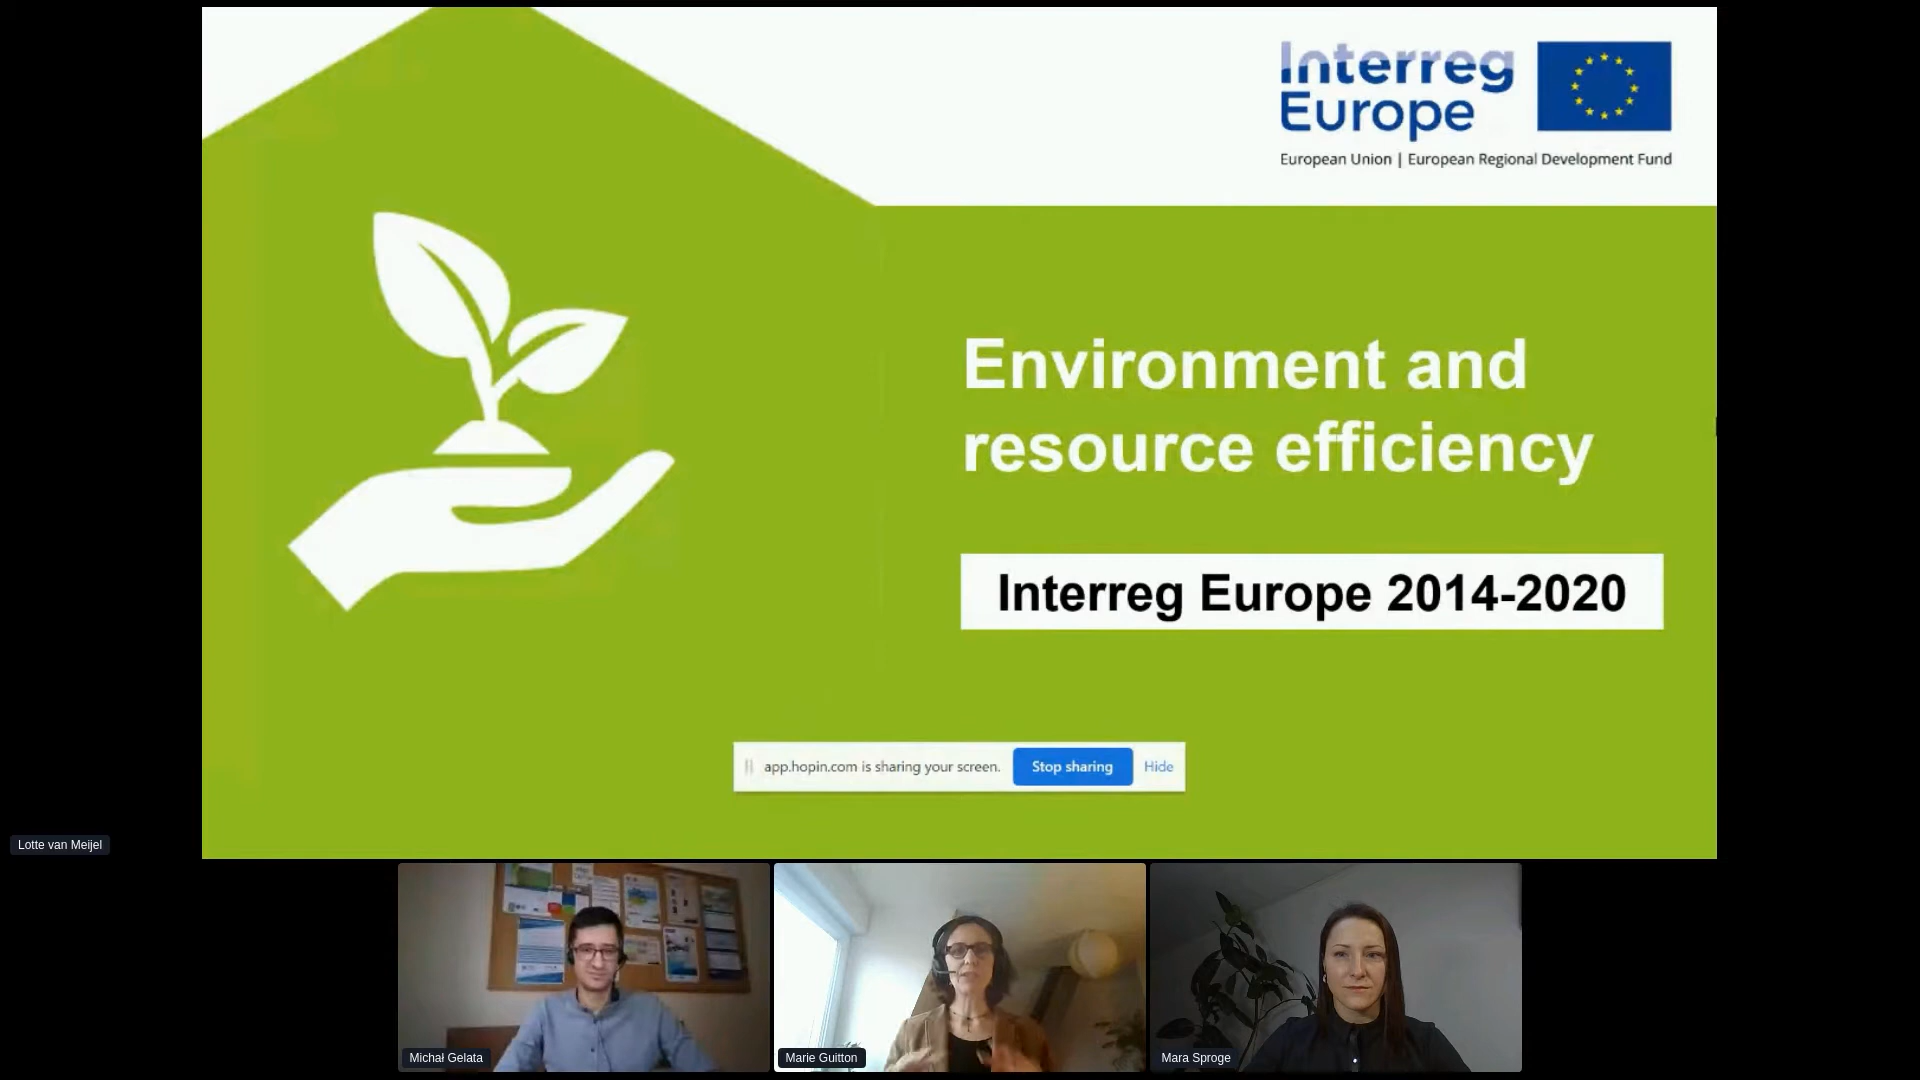 Interreg
Europe
European Union | European Regional Development Fund
Environment and
resource efficiency
Interreg Europe 2014-2020
app.hopin.com is sharing your screen.
Stop sharing
Hide
Lotte van Meijel
Michał Gelata
Marie Guitton
Mara Sproge